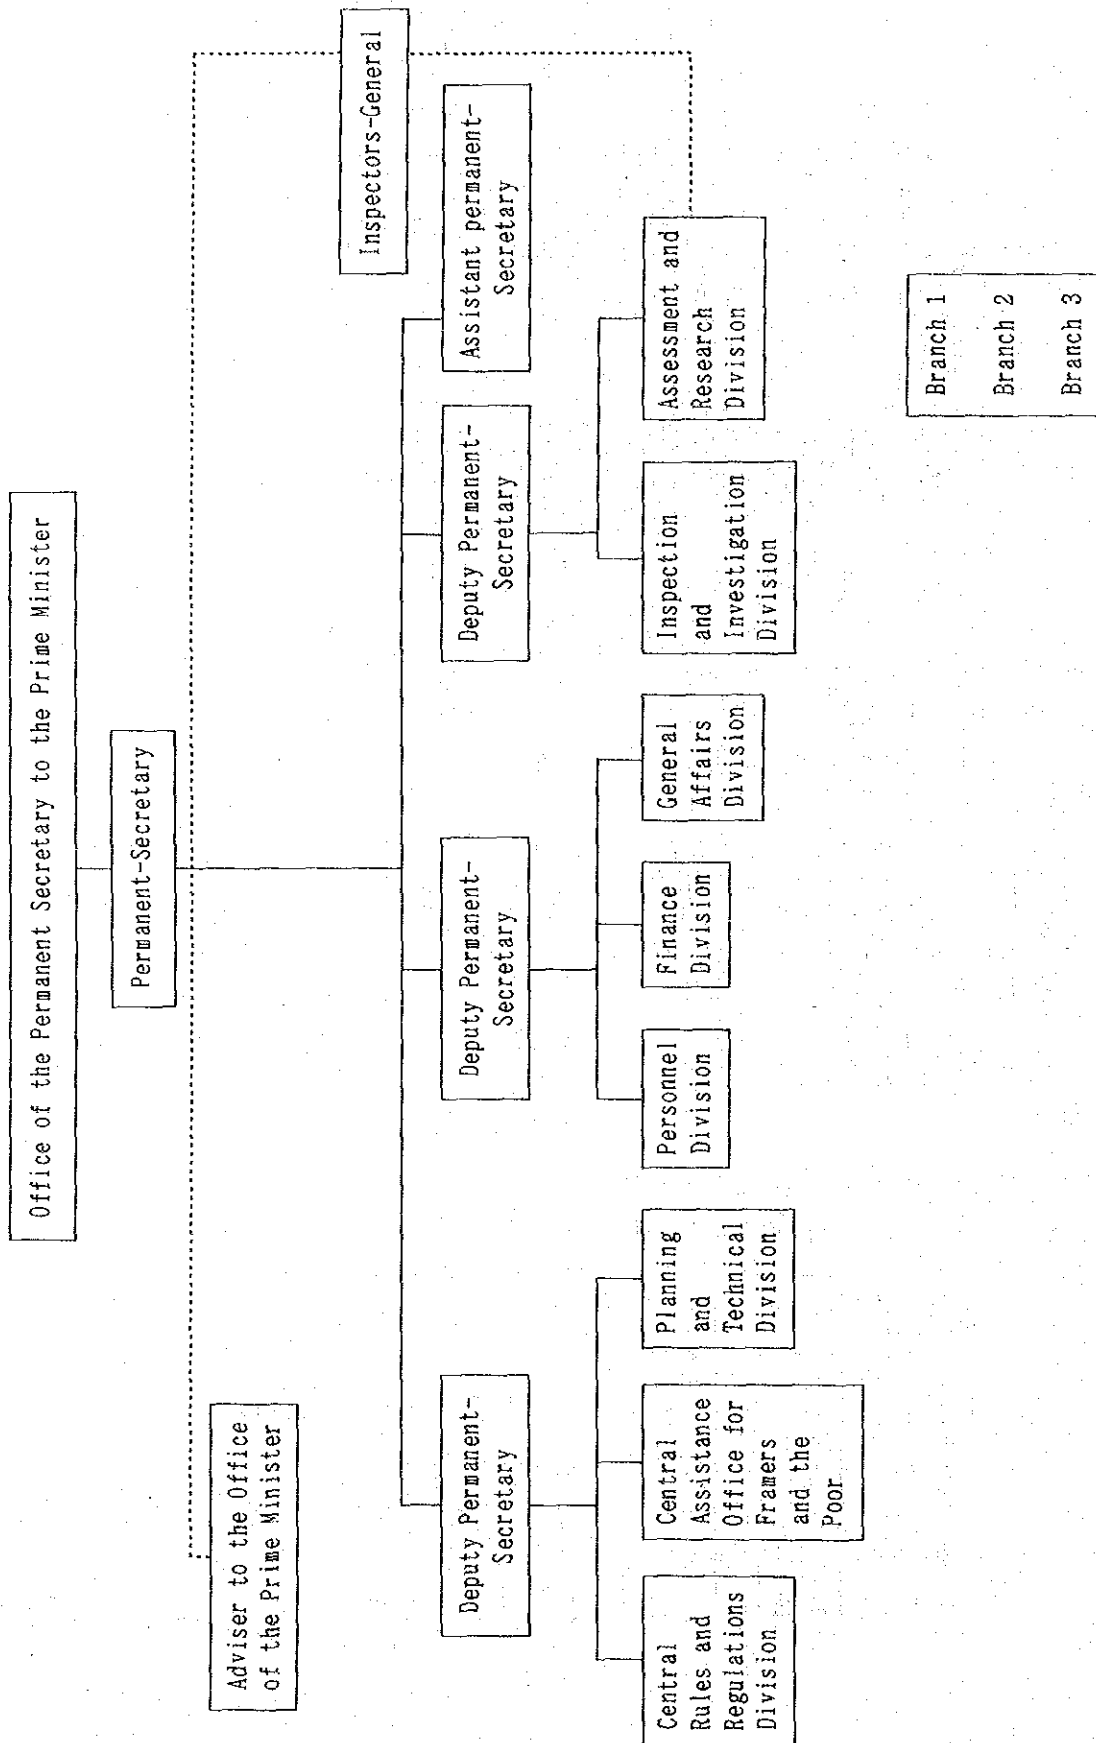 Office of the Permanent Secretary to the Prime Minister
Permanent-Secretary
Adviser to the Office
of the Prime Minister
Inspectors-General
Deputy Permanent-
Secretary
Deputy Permanent-
Secretary
Deputy Permanent-
Secretary
Assistant permanent-
Secretary
Central
Rules and
Regulations
Division
Central
Assistance
Office for
Framers
and the
Poor
Planning
and
Technical
Division
Personnel
Division
Finance
Division
General
Affairs
Division
Inspection
and
Investigation
Division
Assessment and
Research
Division
Branch 1
Branch 2
Branch 3